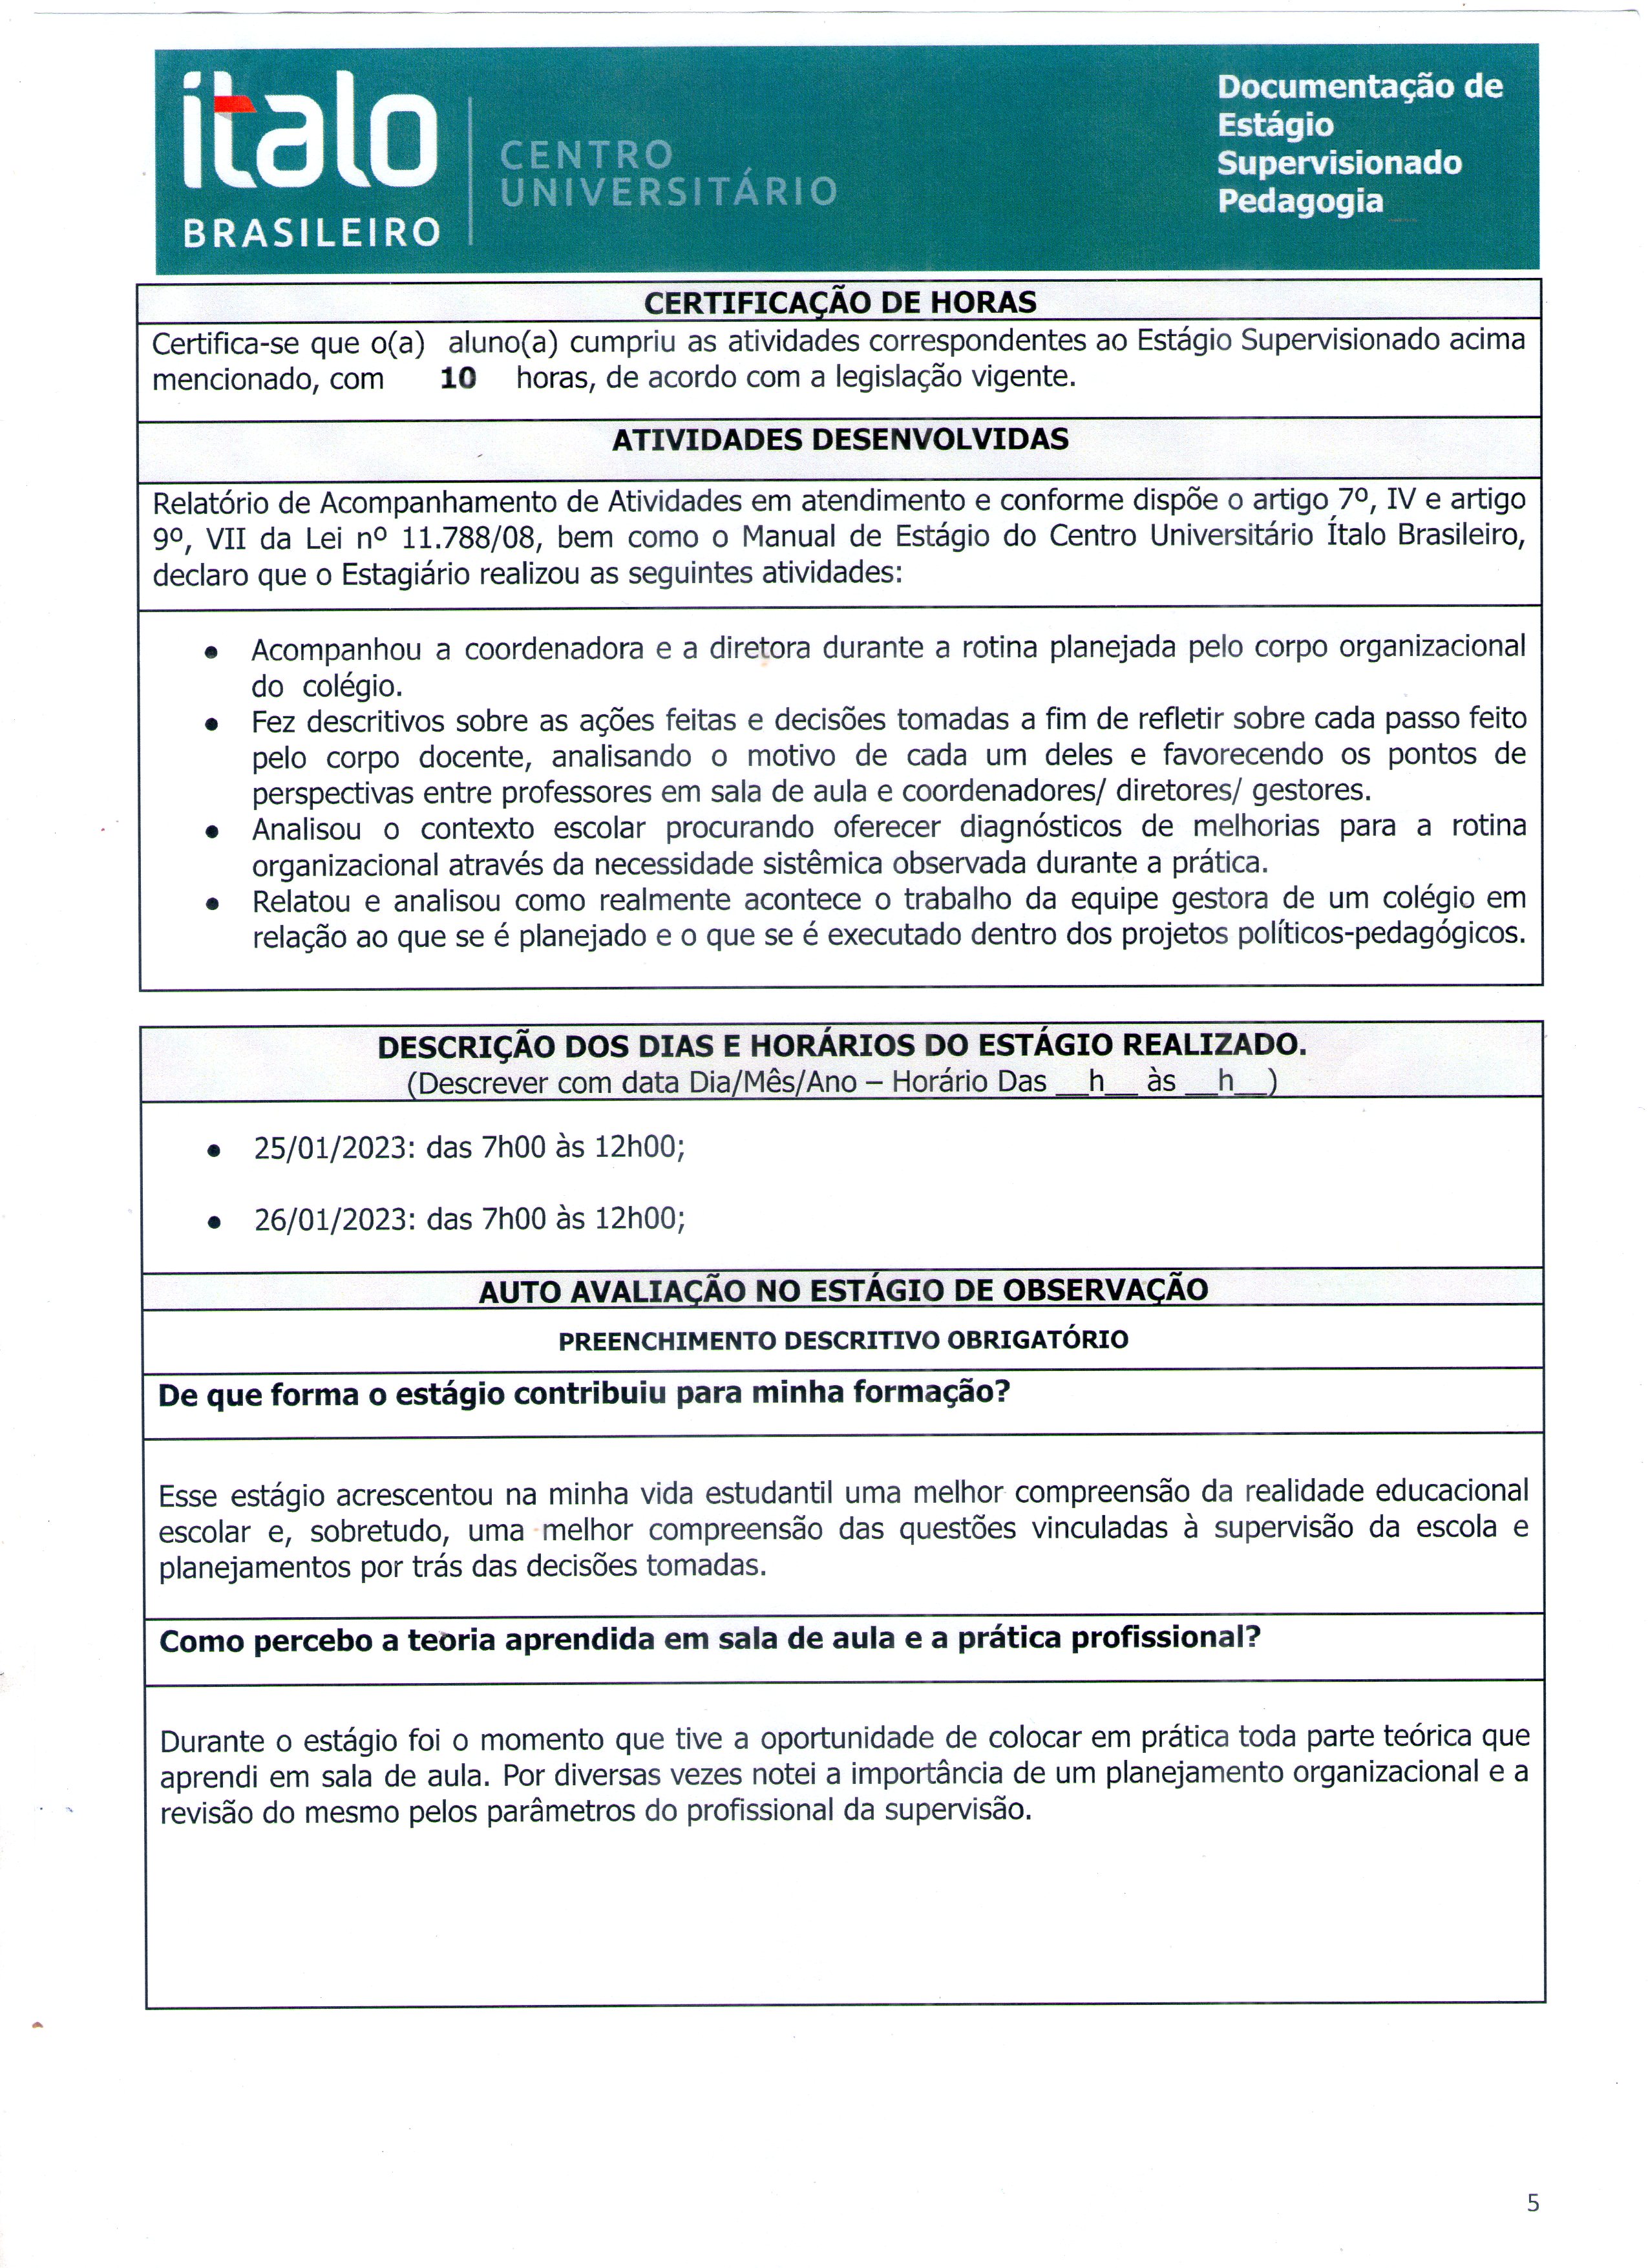 ítalo
BRASILEIRO
CENTRO
UNIVERSITÁRIO
Documentação de
Estágio
Supervisionado
Pedagogia
CERTIFICAÇÃO DE HORAS
Certifica-se que o(a) aluno(a) cumpriu as atividades correspondentes ao Estágio Supervisionado acima
mencionado, com 10 horas, de acordo com a legislação vigente.
ATIVIDADES DESENVOLVIDAS
Relatório de Acompanhamento de Atividades em atendimento e conforme dispõe o artigo 7º, IV e artigo
9º, VII da Lei nº 11.788/08, bem como o Manual de Estágio do Centro Universitário Ítalo Brasileiro,
declaro que o Estagiário realizou as seguintes atividades:
• Acompanhou a coordenadora e a diretora durante a rotina planejada pelo corpo organizacional
do colégio.
• Fez descritivos sobre as ações feitas e decisões tomadas a fim de refletir sobre cada passo feito
pelo corpo docente, analisando o motivo de cada um deles e favorecendo os pontos de
perspectivas entre professores em sala de aula e coordenadores/ diretores/ gestores.
• Analisou o contexto escolar procurando oferecer diagnósticos de melhorias para a rotina
organizacional através da necessidade sistêmica observada durante a prática.
• Relatou e analisou como realmente acontece o trabalho da equipe gestora de um colégio em
relação ao que se é planejado e o que se é executado dentro dos projetos políticos-pedagógicos.
DESCRIÇÃO DOS DIAS E HORÁRIOS DO ESTÁGIO REALIZADO.
(Descrever com data Dia/Mês/Ano – Horário Das __h__ às __h__)
• 25/01/2023: das 7h00 às 12h00;
• 26/01/2023: das 7h00 às 12h00;
AUTO AVALIAÇÃO NO ESTÁGIO DE OBSERVAÇÃO
PREENCHIMENTO DESCRITIVO OBRIGATÓRIO
De que forma o estágio contribuiu para minha formação?
Esse estágio acrescentou na minha vida estudantil uma melhor compreensão da realidade educacional
escolar e, sobretudo, uma melhor compreensão das questões vinculadas à supervisão da escola e
planejamentos por trás das decisões tomadas.
Como percebo a teoria aprendida em sala de aula e a prática profissional?
Durante o estágio foi o momento que tive a oportunidade de colocar em prática toda parte teórica que
aprendi em sala de aula. Por diversas vezes notei a importância de um planejamento organizacional e a
revisão do mesmo pelos parâmetros do profissional da supervisão.
5